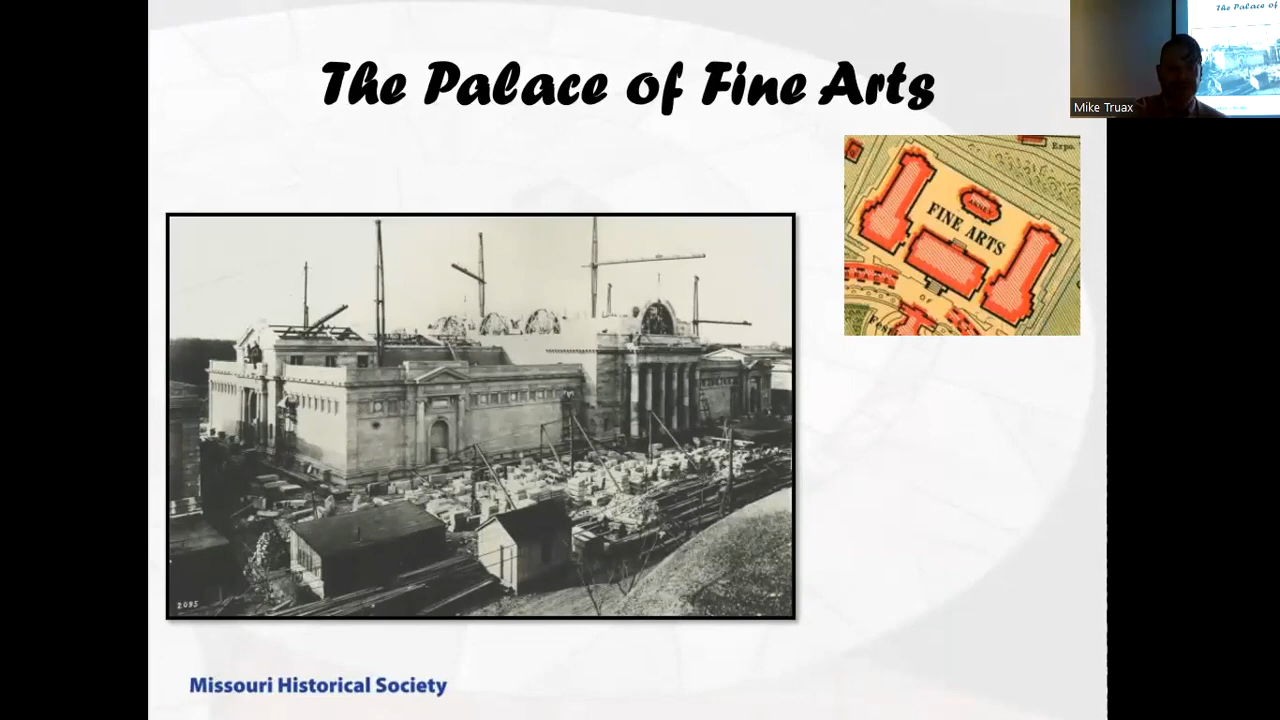 The Palace of Fine Arts
The Palace of
Mike Truax
Expo.
ANNEX
FINE ARTS
OF
Fes
2095
Missouri Historical Society